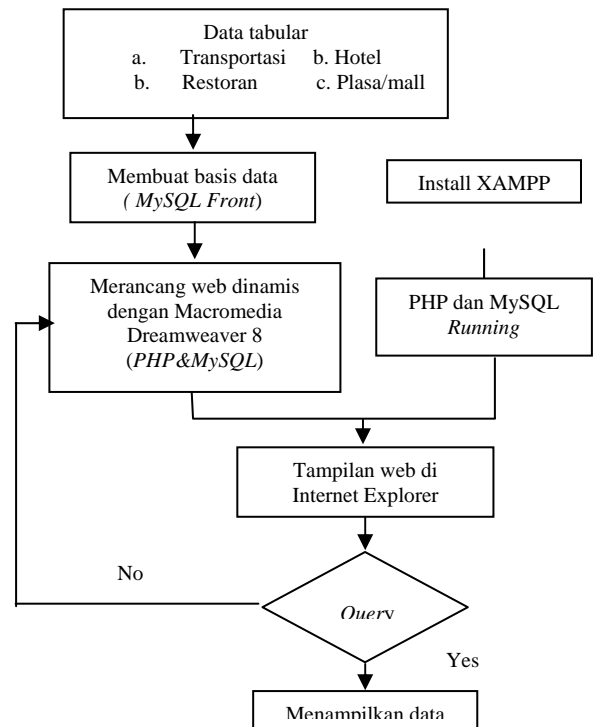 Data tabular
a. Transportasi b. Hotel
b. Restoran c. Plasa/mall
Membuat basis data
( MySQL Front)
Install XAMPP
Merancang web dinamis
dengan Macromedia
Dreamweaver 8
(PHP&MySQL)
PHP dan MySQL
Running
Tampilan web di
Internet Explorer
No
Query
Yes
Menampilkan data